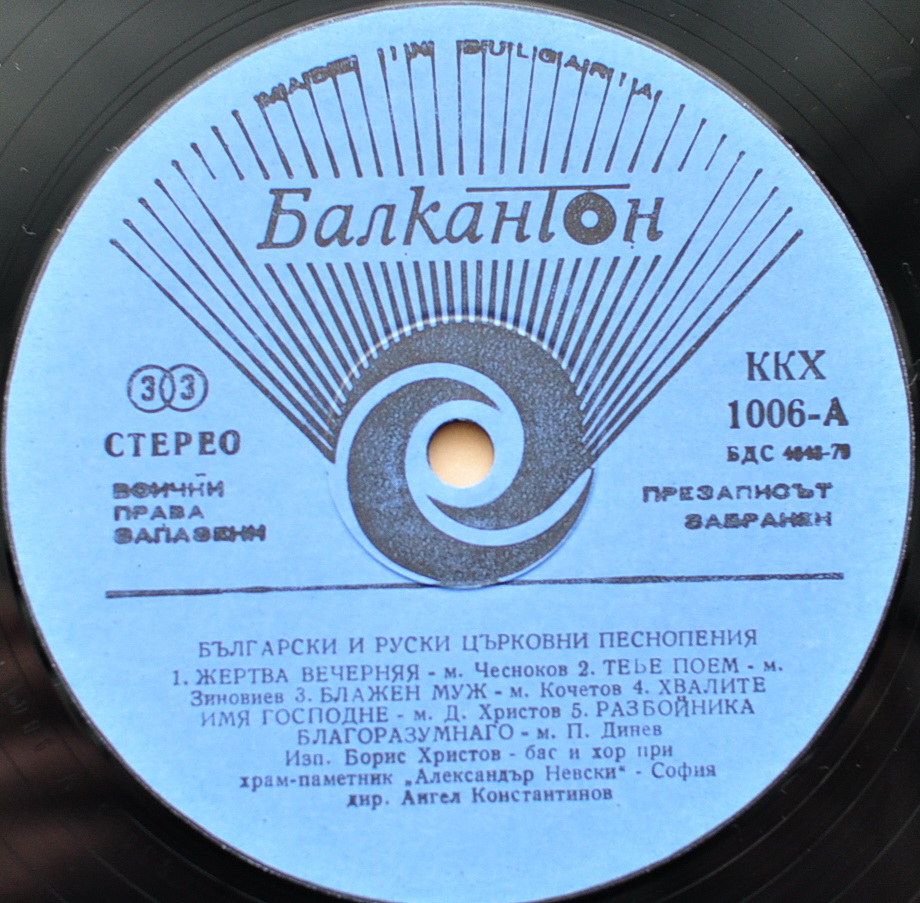 MADE IN BULGARIA
Балкантон
33
СТЕРЕО
ВСИЧКИ
ПРАВА
ЗАПАЗЕНИ
ККХ
1006-А
БДС
ПРЕЗАПИСЪТ
ЗАБРАНЕН
БЪЛГАРСКИ И РУСКИ ЦЪРКОВНИ ПЕСНОПЕНИЯ
1. ЖЕРТВА ВЕЧЕРНЯЯ - м. Чесноков 2. ТЕБЕ ПОЕМ - м.
Зиновиев 3. БЛАЖЕН МУЖ - м. Кочетов 4. ХВАЛИТЕ
ИМЯ ГОСПОДНЕ - м. Д. Христов 5. РАЗБОЙНИКА
БЛАГОРАЗУМНАГО - м. П. Динев
Изп. Борис Христов - бас и хор при
храм-паметник „Александър Невски“ - София
дир. Ангел Константинов